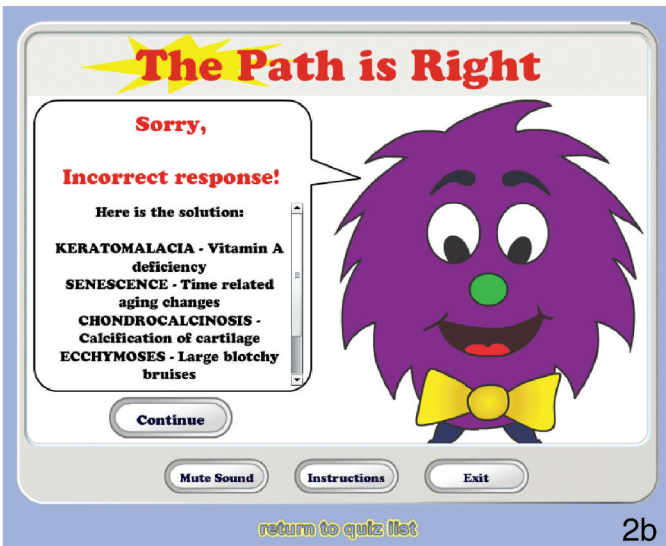 The Path is Right
Sorry,
Incorrect response!
Here is the solution:
KERATOMALACIA - Vitamin A
deficiency
SENESCENCE - Time related
aging changes
CHONDROCALCINOSIS -
Calcification of cartilage
ECCHYMOSES - Large blotchy
bruises
Continue
Mute Sound
Instructions
Exit
return to quiz list
2b